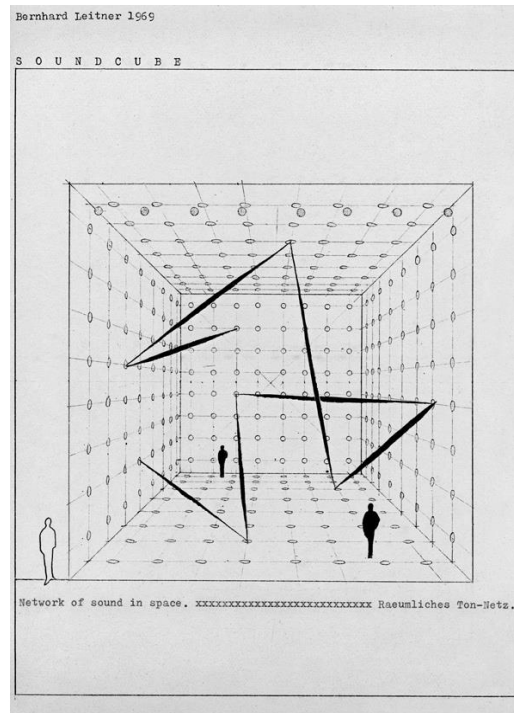 Bernhard Leitner 1969
S O U N D C U B E
Network of sound in space. xxxxxxxxxxxxxxxxxxxxxxxxxxx Raeumliches Ton-Netz.